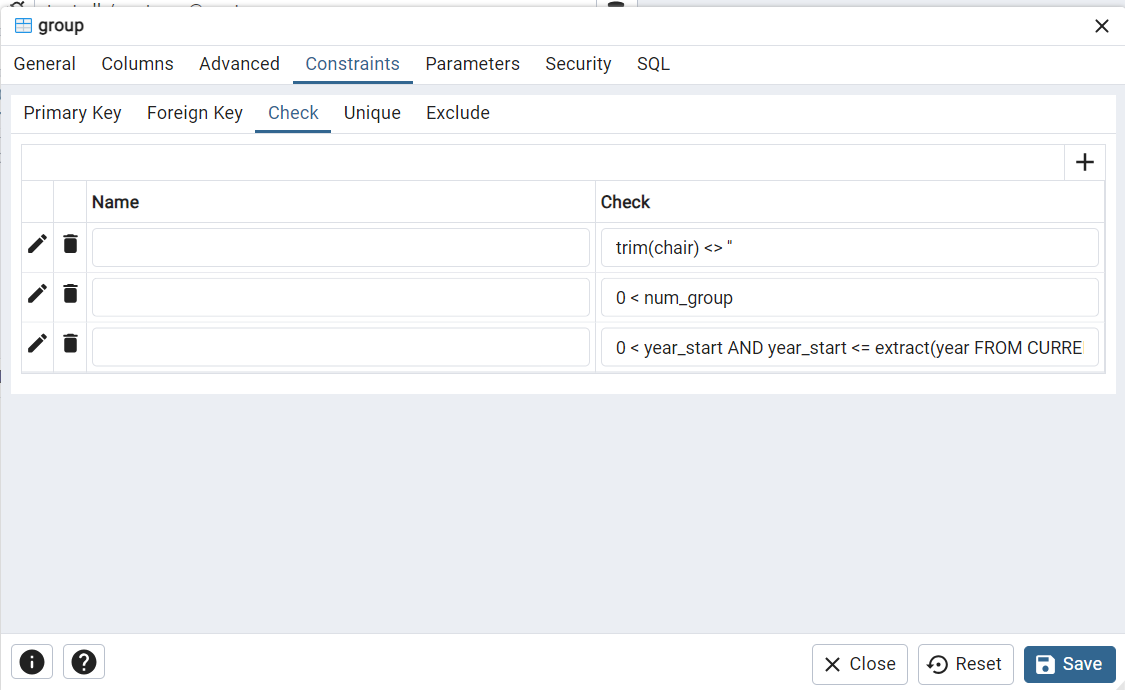 group
General Columns Advanced Constraints Parameters Security SQL
Primary Key Foreign Key Check Unique Exclude
Name Check
trim(chair) <> ''
0 < num_group
0 < year_start AND year_start <= extract(year FROM CURRE
Close Reset Save